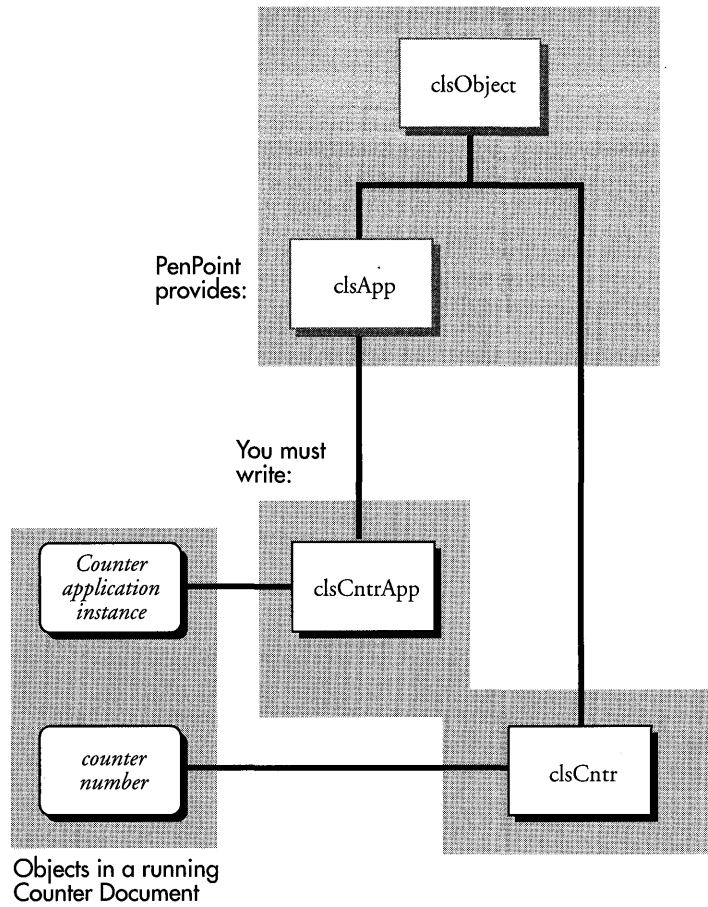 clsObject
PenPoint
provides:
clsApp
You must
write:
Counter
application
instance
clsCntrApp
counter
number
clsCntr
Objects in a running
Counter Document